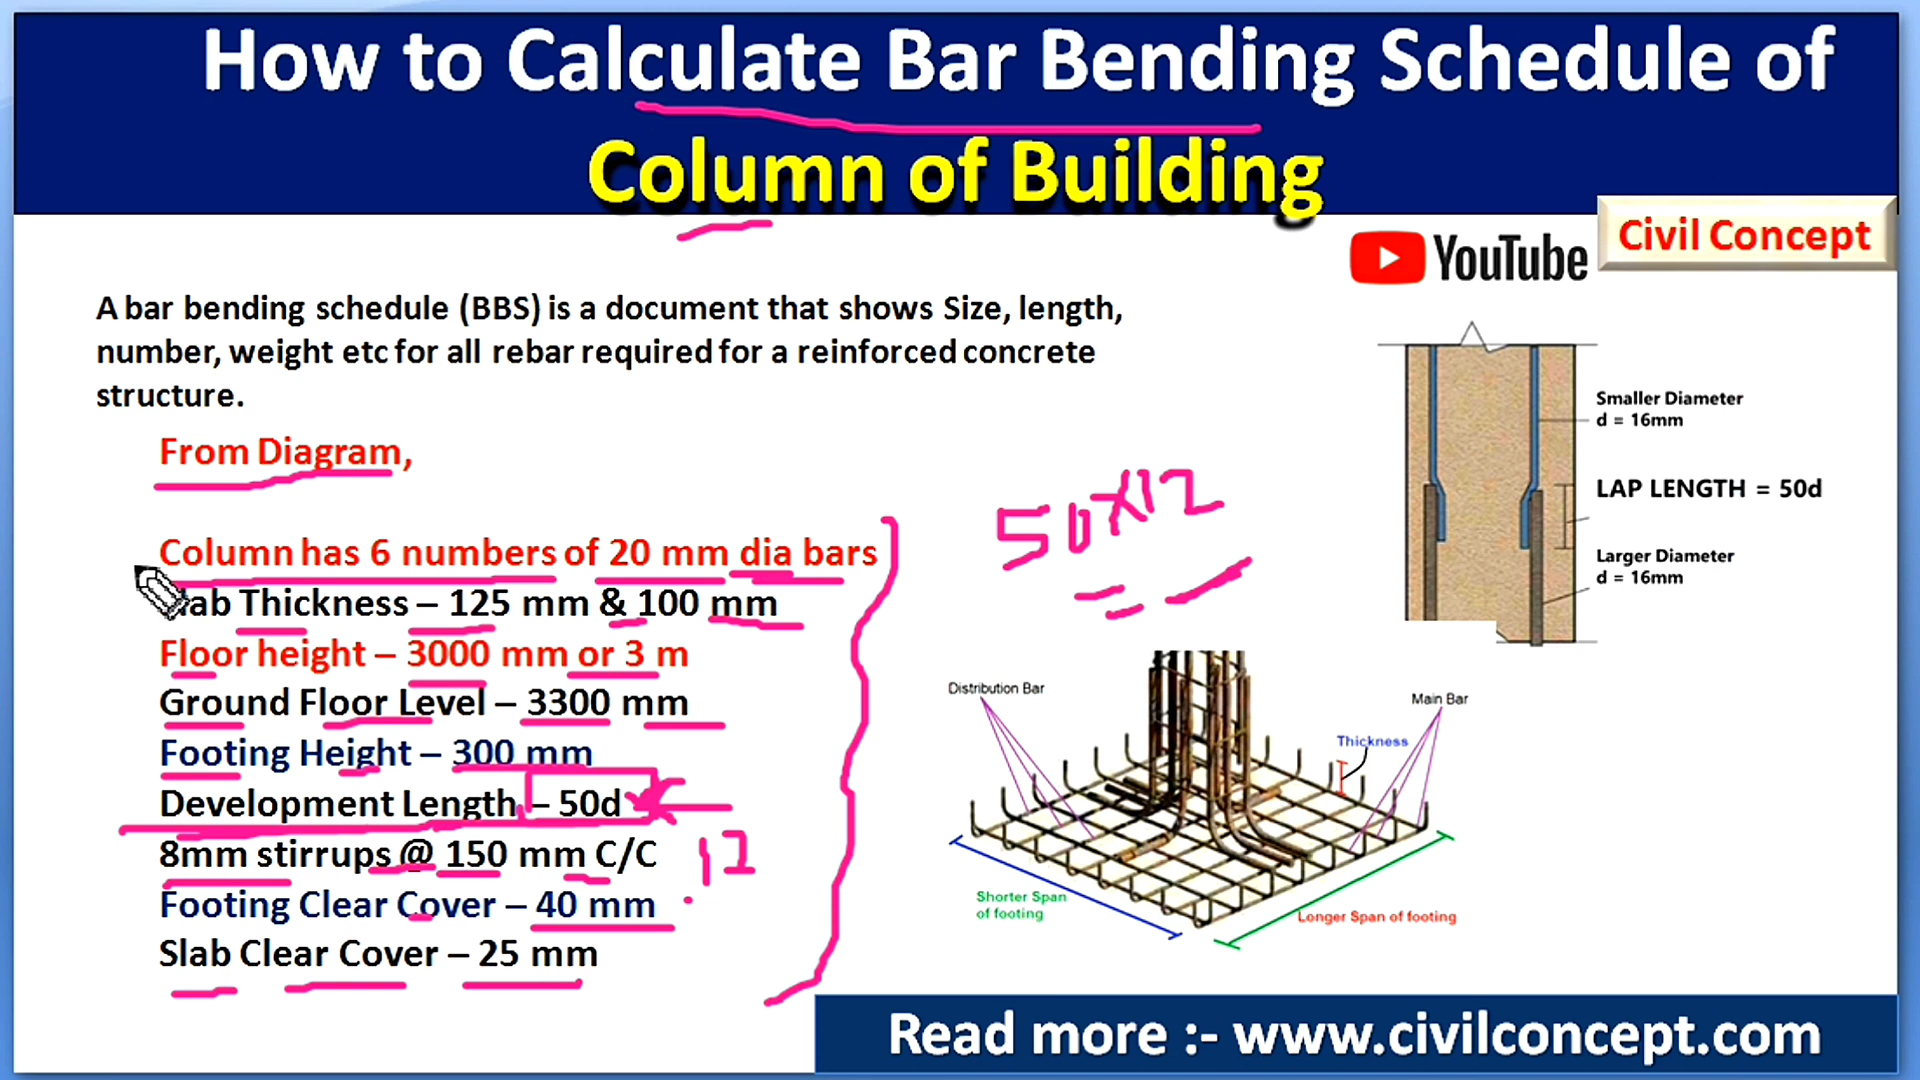 How to Calculate Bar Bending Schedule of
Column of Building
Civil Concept
YouTube
A bar bending schedule (BBS) is a document that shows Size, length,
number, weight etc for all rebar required for a reinforced concrete
structure.
From Diagram,
Column has 6 numbers of 20 mm dia bars
lab Thickness – 125 mm & 100 mm
Floor height – 3000 mm or 3 m
Ground Floor Level – 3300 mm
Footing Height – 300 mm
Development Length – 50d
8mm stirrups @ 150 mm C/C
Footing Clear Cover – 40 mm
Slab Clear Cover – 25 mm
12
50x12
Smaller Diameter
d = 16mm
LAP LENGTH = 50d
Larger Diameter
d = 16mm
Distribution Bar
Main Bar
Thickness
Shorter Span
of footing
Longer Span of footing
Read more :- www.civilconcept.com